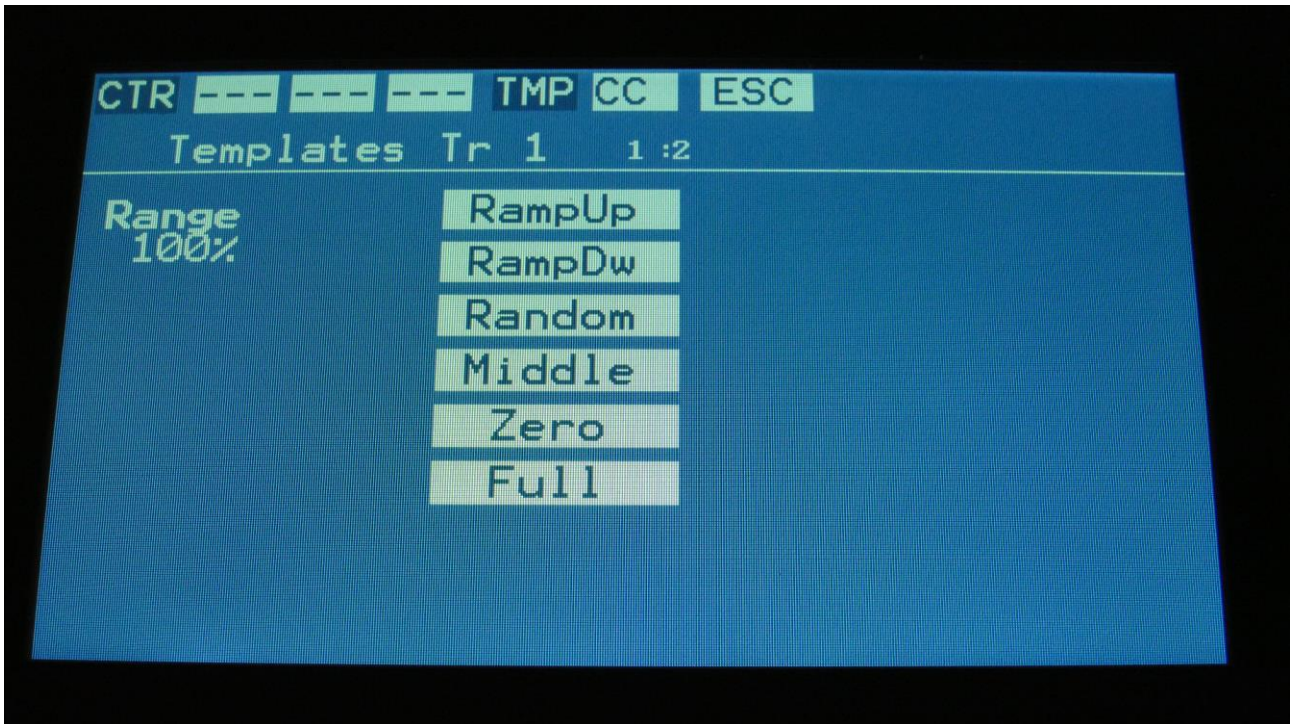 CTR --- --- --- TMP CC ESC
Templates Tr 1 1 :2
Range
100%
RampUp
RampDw
Random
Middle
Zero
Full